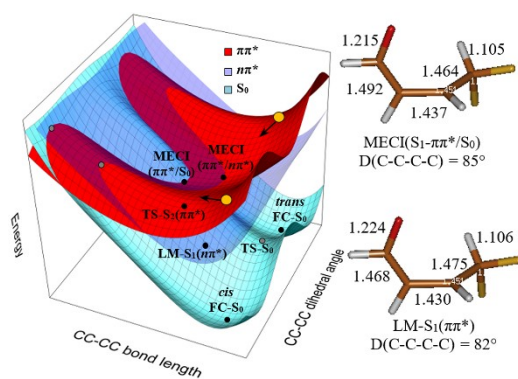 ππ*
nπ*
S₀
MECI
(ππ*/S₀)
MECI
(ππ*/nπ*)
TS-S₂(ππ*)
LM-S₁(nπ*)
trans
FC-S₀
TS-S₀
cis
FC-S₀
Energy
CC-CC bond length
CC-CC dihedral angle
1.215
1.105
1.464
1.492
1.437
MECI(S₁-ππ*/S₀)
D(C-C-C-C) = 85°
1.224
1.106
1.475
1.468
1.430
LM-S₁(ππ*)
D(C-C-C-C) = 82°